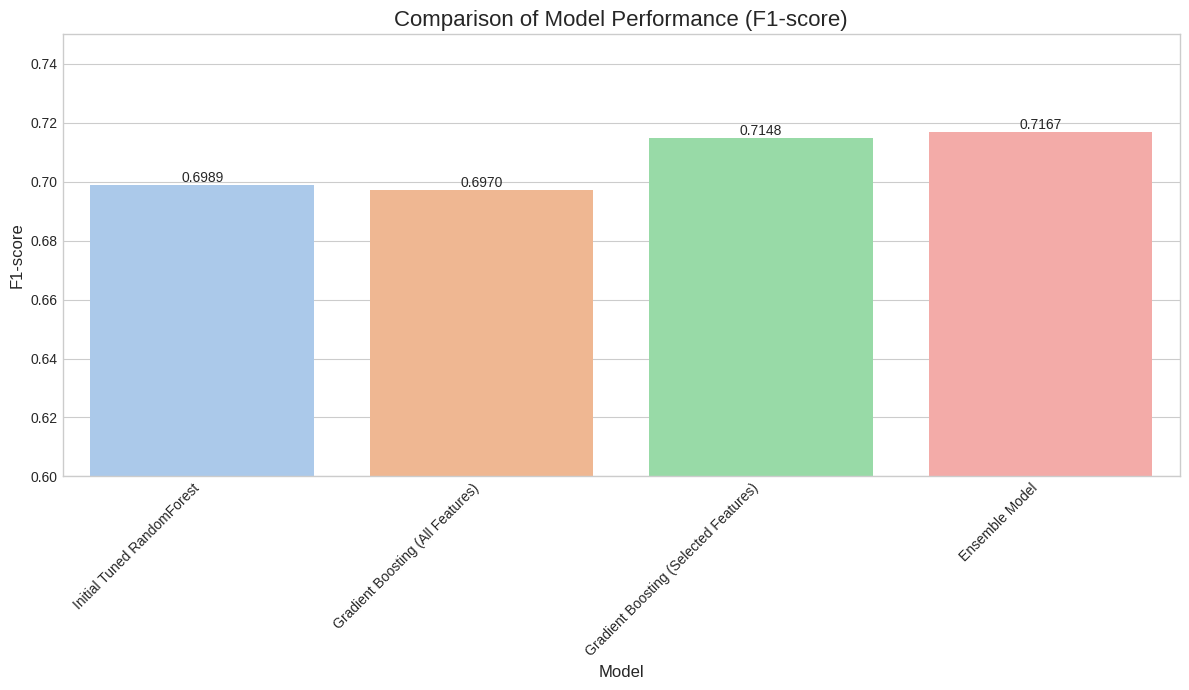 Comparison of Model Performance (F1-score)
F1-score
0.74
0.72
0.70
0.68
0.66
0.64
0.62
0.60
0.6989
0.6970
0.7148
0.7167
Initial Tuned RandomForest
Gradient Boosting (All Features)
Gradient Boosting (Selected Features)
Ensemble Model
Model